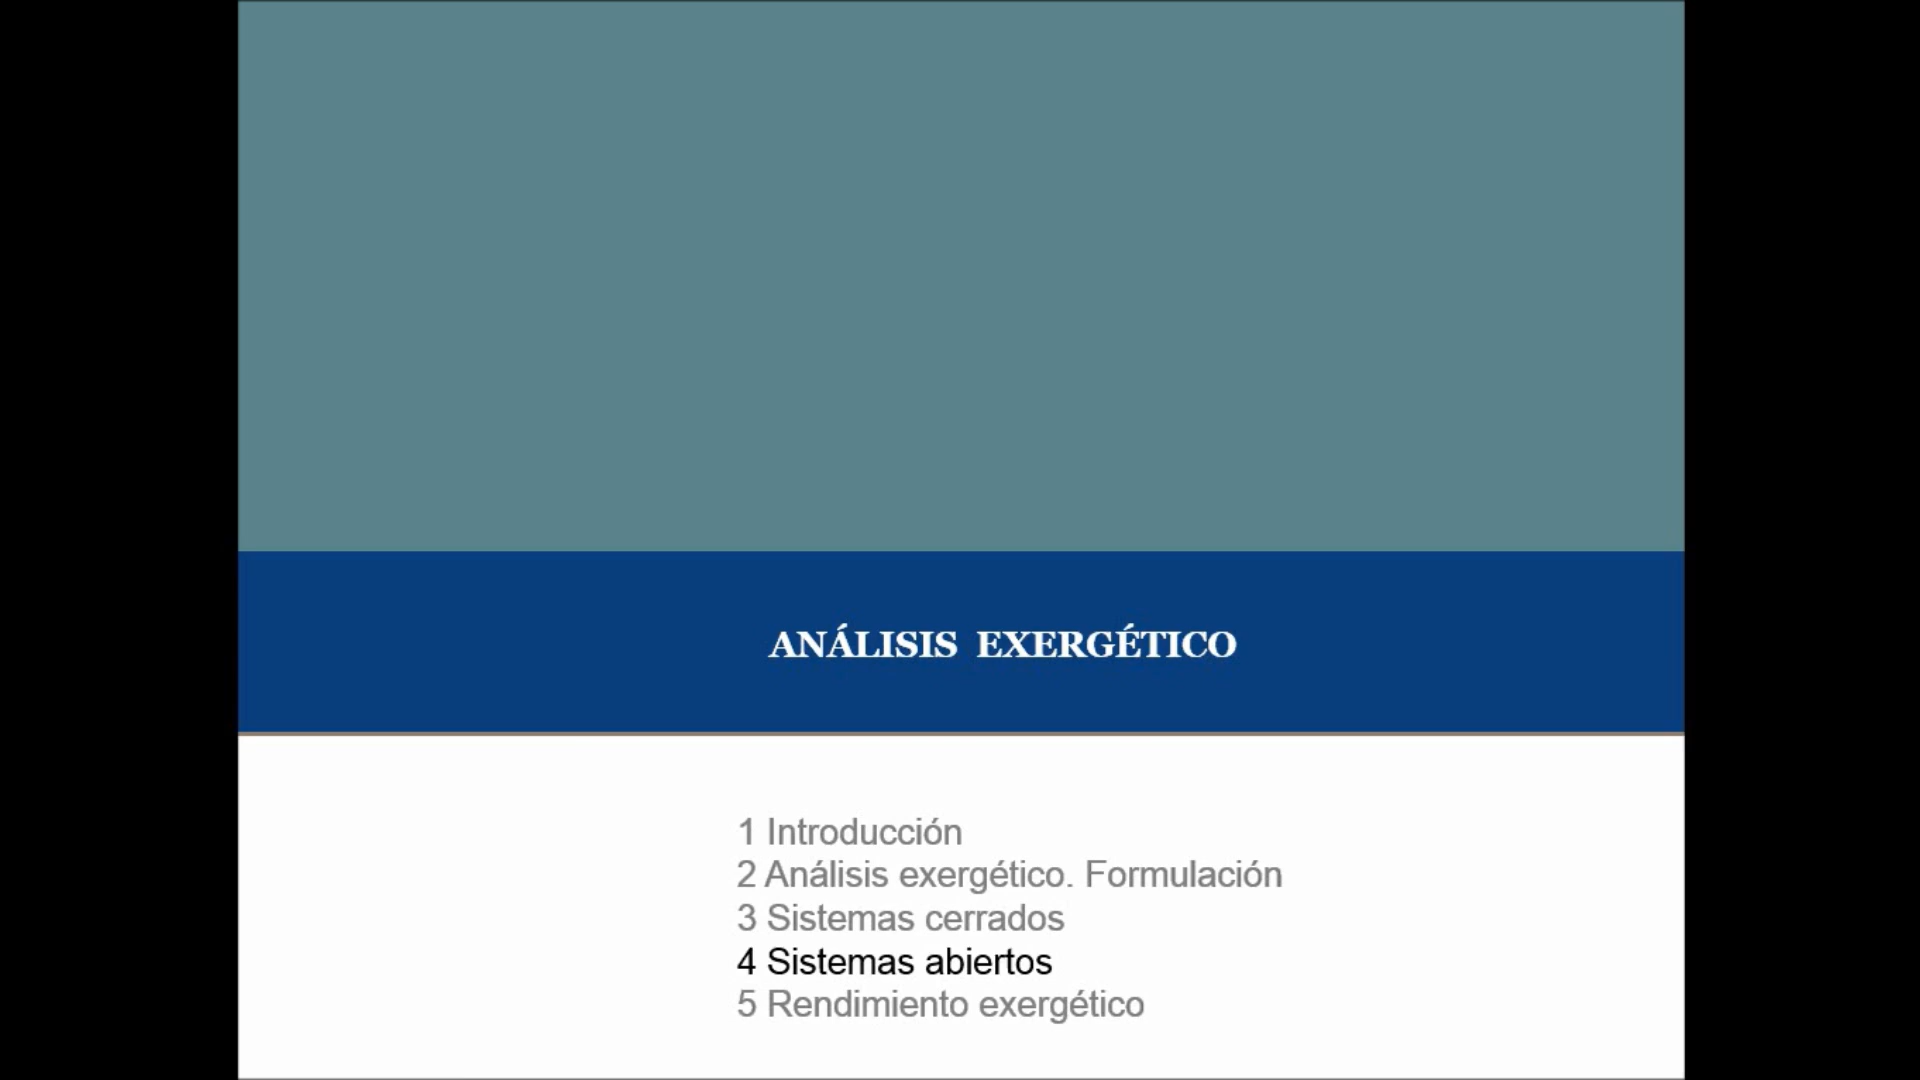 ANÁLISIS EXERGÉTICO
1 Introducción
2 Análisis exergético. Formulación
3 Sistemas cerrados
4 Sistemas abiertos
5 Rendimiento exergético